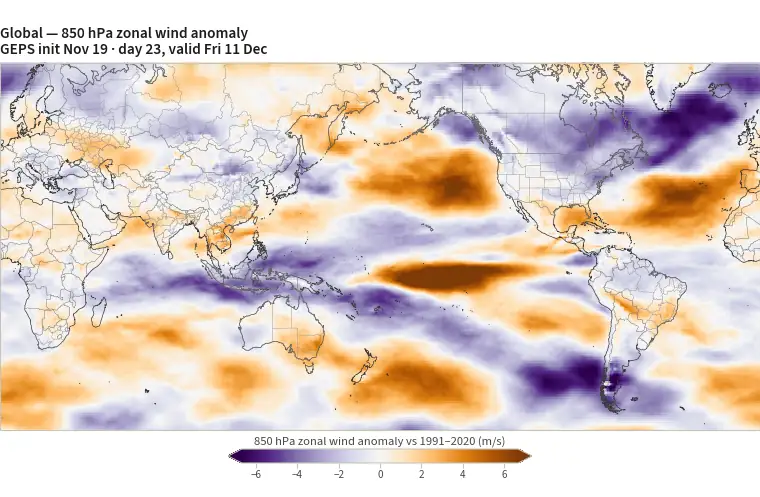 Global — 850 hPa zonal wind anomaly
GEPS init Nov 19 · day 23, valid Fri 11 Dec
850 hPa zonal wind anomaly vs 1991–2020 (m/s)
−6 −4 −2 0 2 4 6